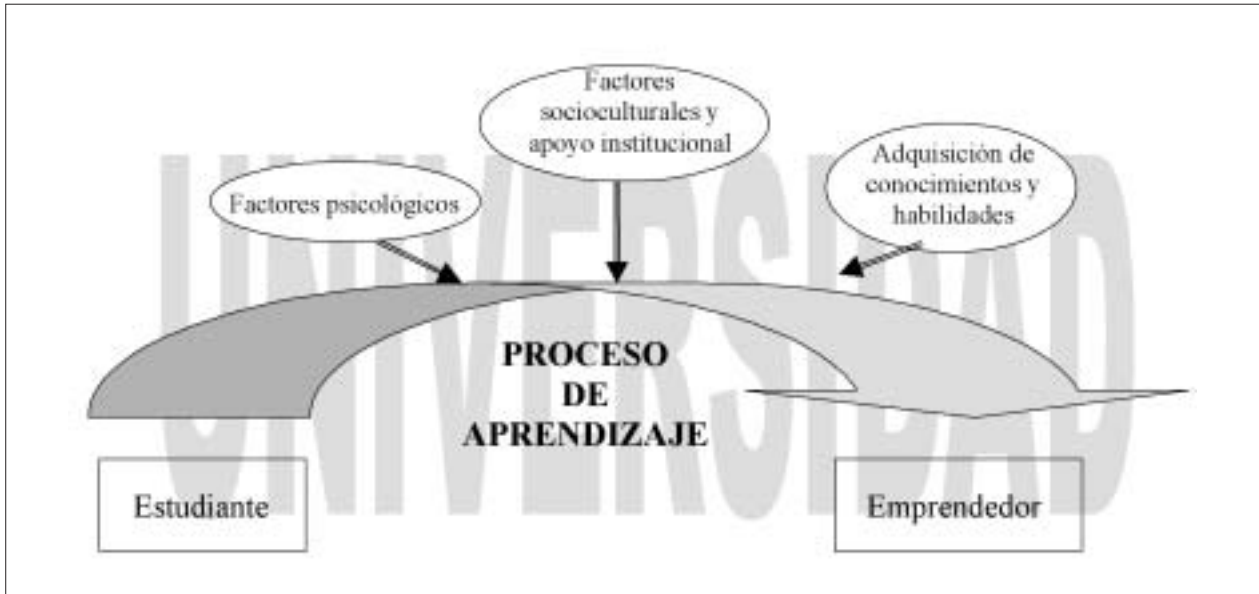 Factores
socioculturales y
apoyo institucional
Adquisición de
conocimientos y
habilidades
Factores psicológicos
UNIVERSIDAD
PROCESO
DE
APRENDIZAJE
Estudiante
Emprendedor